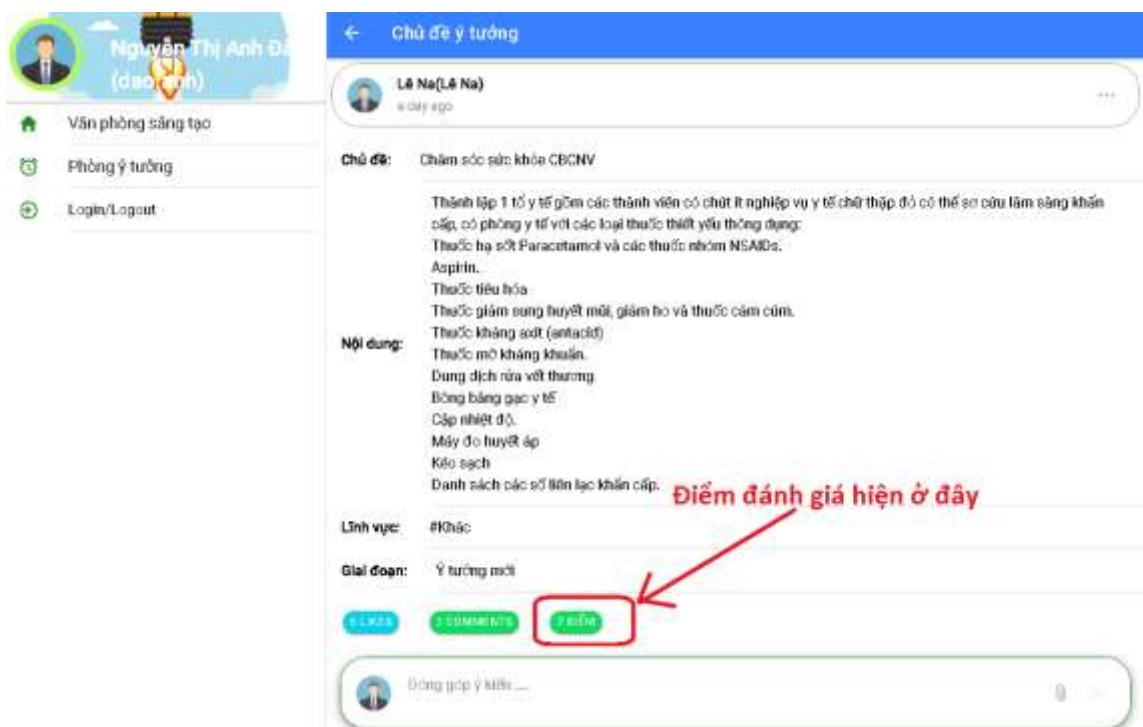 Nguyễn Thị Anh Đà
(dao anh)
Văn phòng sáng tạo
Phòng ý tưởng
Login/Logout
Chủ đề ý tưởng
Lê Na(Lê Na)
a day ago
Chủ đề: Chăm sóc sức khỏe CBCNV
Nội dung:
Thành lập 1 tổ y tế gồm các thành viên có chút ít nghiệp vụ y tế chữ thập đỏ có thể sơ cứu lâm sàng khẩn
cấp, có phòng y tế với các loại thuốc thiết yếu thông dụng:
Thuốc hạ sốt Paracetamol và các thuốc nhóm NSAIDs.
Aspirin.
Thuốc tiêu hóa
Thuốc giảm sung huyết mũi, giảm ho và thuốc cảm cúm.
Thuốc kháng axit (antacid)
Thuốc mỡ kháng khuẩn.
Dung dịch rửa vết thương
Bông băng gạc y tế
Cặp nhiệt độ.
Máy đo huyết áp
Kéo sạch
Danh sách các số liên lạc khẩn cấp.
Điểm đánh giá hiện ở đây
Lĩnh vực: #Khác
Giai đoạn: Ý tưởng mới
LIKES COMMENTS 7 ĐIỂM
Đóng góp ý kiến ....